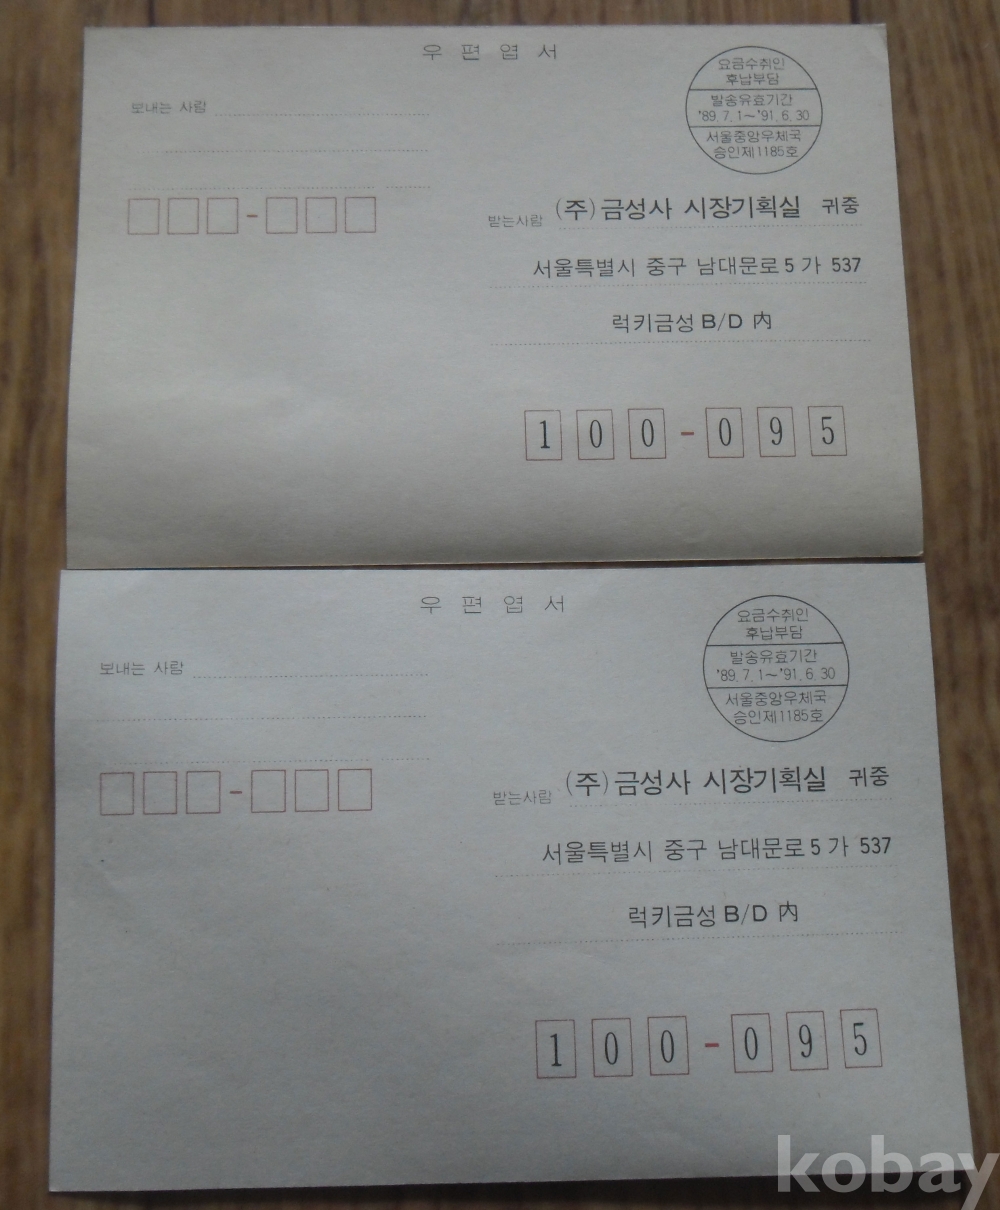 우편엽서
요금수취인
후납부담
발송유효기간
'89.7.1~'91.6.30
서울중앙우체국
승인제1185호
보내는 사람
받는사람 (주)금성사 시장기획실 귀중
서울특별시 중구 남대문로5가 537
럭키금성B/D 內
100-095
우편엽서
요금수취인
후납부담
발송유효기간
'89.7.1~'91.6.30
서울중앙우체국
승인제1185호
보내는 사람
받는사람 (주)금성사 시장기획실 귀중
서울특별시 중구 남대문로5가 537
럭키금성B/D 內
100-095
kobay